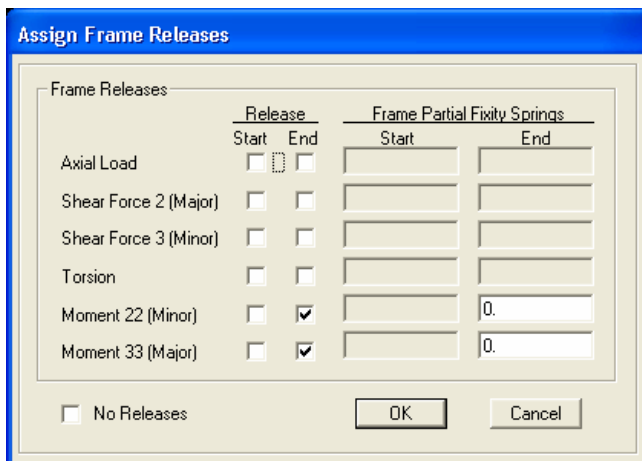 Assign Frame Releases
Frame Releases
Release Frame Partial Fixity Springs
Start End Start End
Axial Load
Shear Force 2 (Major)
Shear Force 3 (Minor)
Torsion
Moment 22 (Minor) 0.
Moment 33 (Major) 0.
No Releases OK Cancel